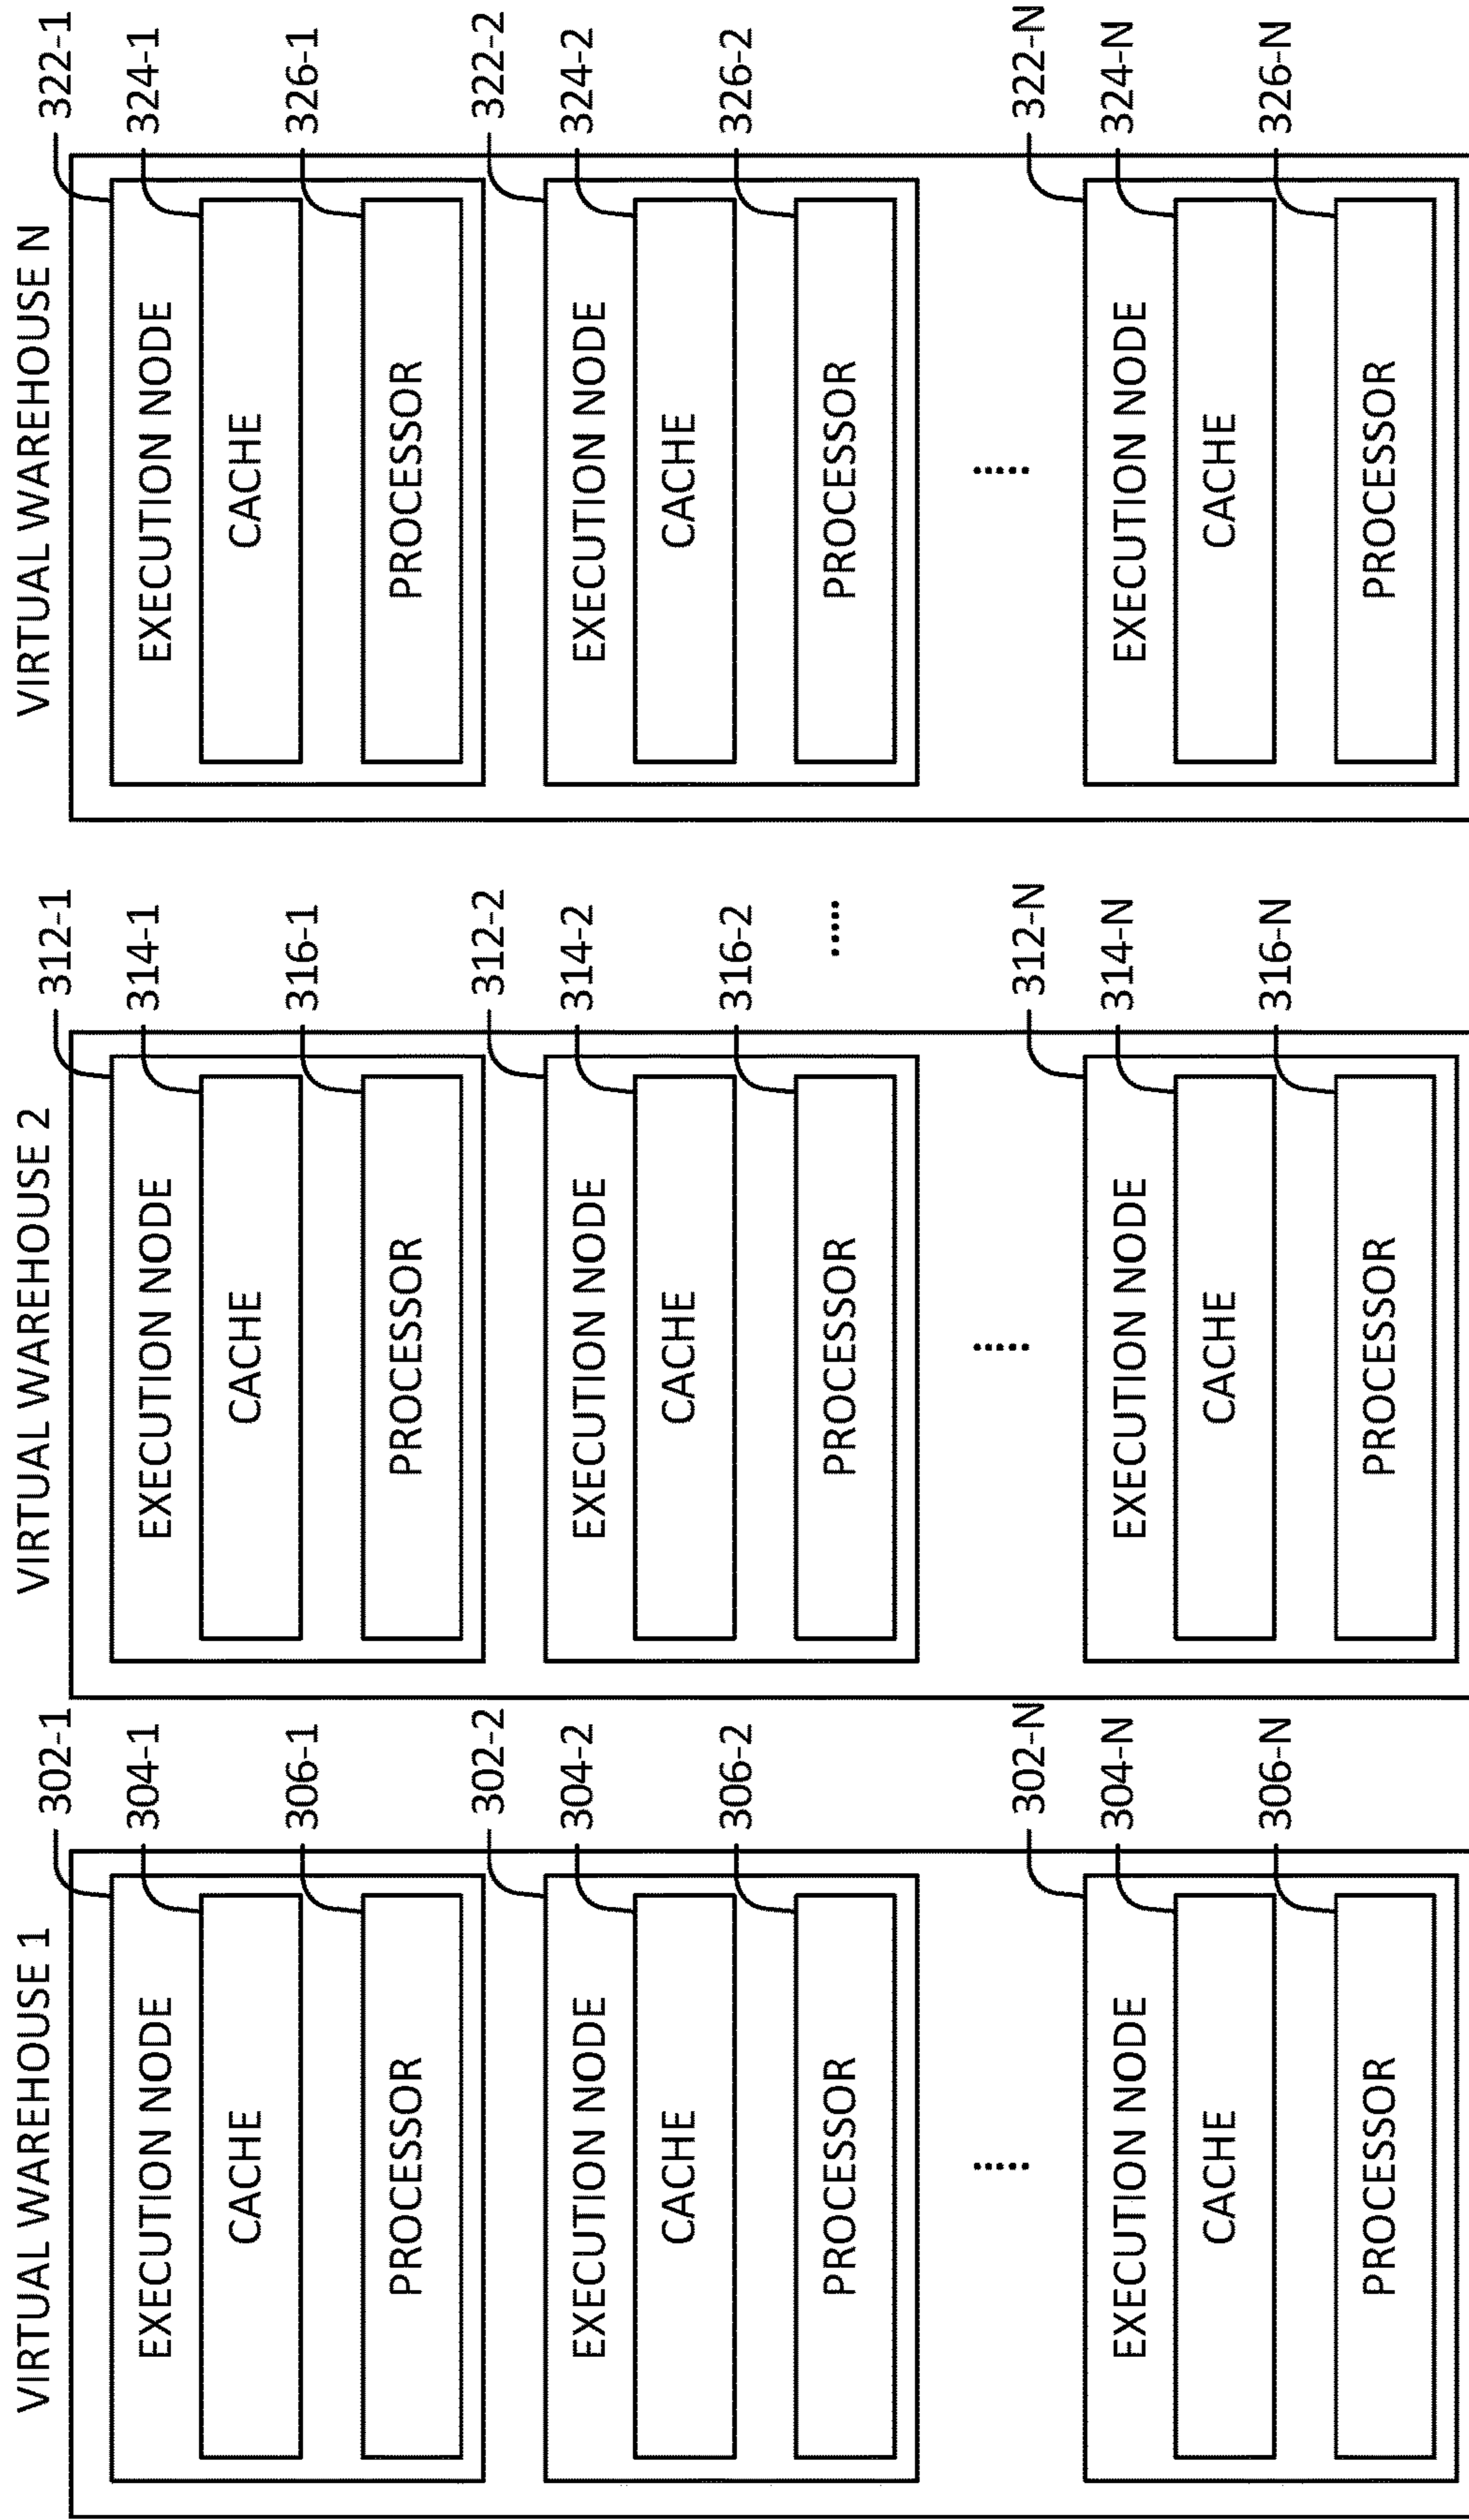 VIRTUAL WAREHOUSE 1
302-1
EXECUTION NODE
304-1
CACHE
306-1
PROCESSOR
302-2
EXECUTION NODE
304-2
CACHE
306-2
PROCESSOR
.....
302-N
EXECUTION NODE
304-N
CACHE
306-N
PROCESSOR
VIRTUAL WAREHOUSE 2
312-1
EXECUTION NODE
314-1
CACHE
316-1
PROCESSOR
312-2
EXECUTION NODE
314-2
CACHE
316-2
PROCESSOR
.....
312-N
EXECUTION NODE
314-N
CACHE
316-N
PROCESSOR
.....
VIRTUAL WAREHOUSE N
322-1
EXECUTION NODE
324-1
CACHE
326-1
PROCESSOR
322-2
EXECUTION NODE
324-2
CACHE
326-2
PROCESSOR
.....
322-N
EXECUTION NODE
324-N
CACHE
326-N
PROCESSOR